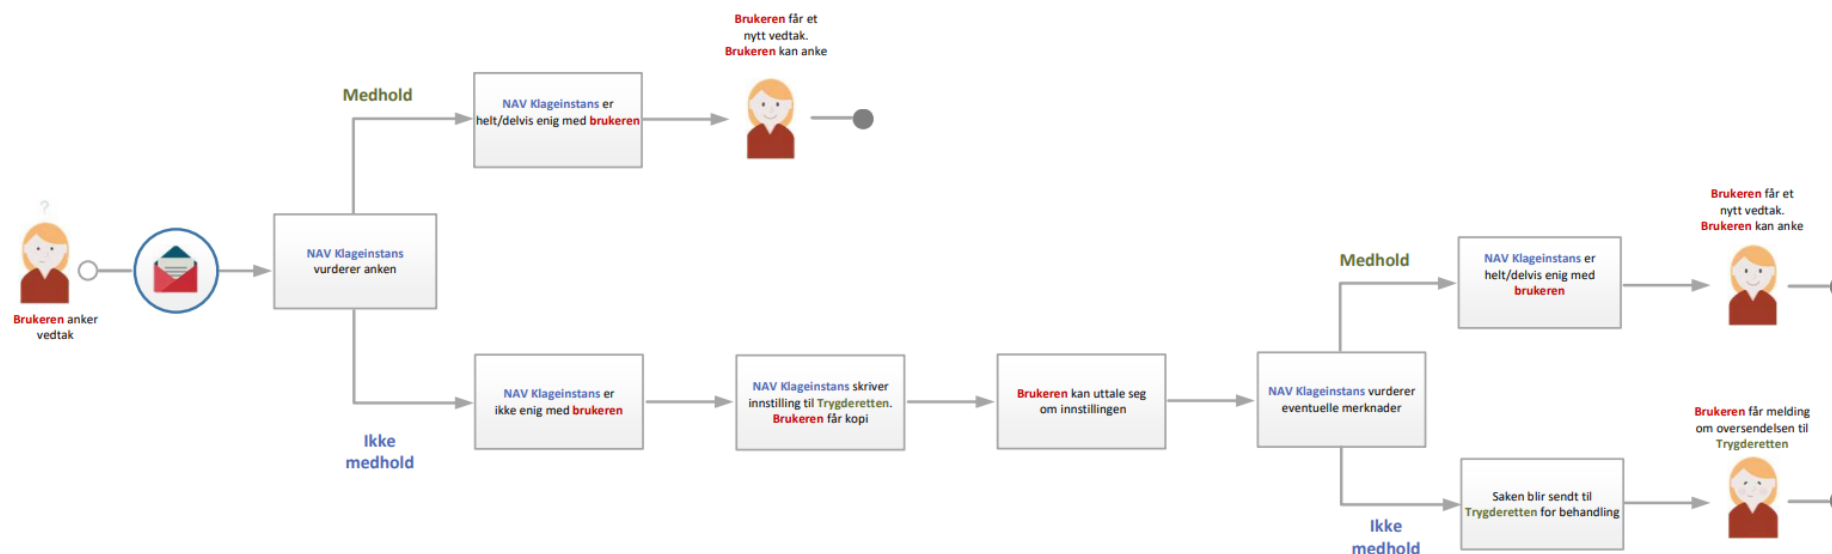 Brukeren anker
vedtak
NAV Klageinstans
vurderer anken
Medhold
NAV Klageinstans er
helt/delvis enig med brukeren
Brukeren får et
nytt vedtak.
Brukeren kan anke
Ikke
medhold
NAV Klageinstans er
ikke enig med brukeren
NAV Klageinstans skriver
innstilling til Trygderetten.
Brukeren får kopi
Brukeren kan uttale seg
om innstillingen
NAV Klageinstans vurderer
eventuelle merknader
Medhold
NAV Klageinstans er
helt/delvis enig med
brukeren
Brukeren får et
nytt vedtak.
Brukeren kan anke
Ikke
medhold
Saken blir sendt til
Trygderetten for behandling
Brukeren får melding
om oversendelsen til
Trygderetten